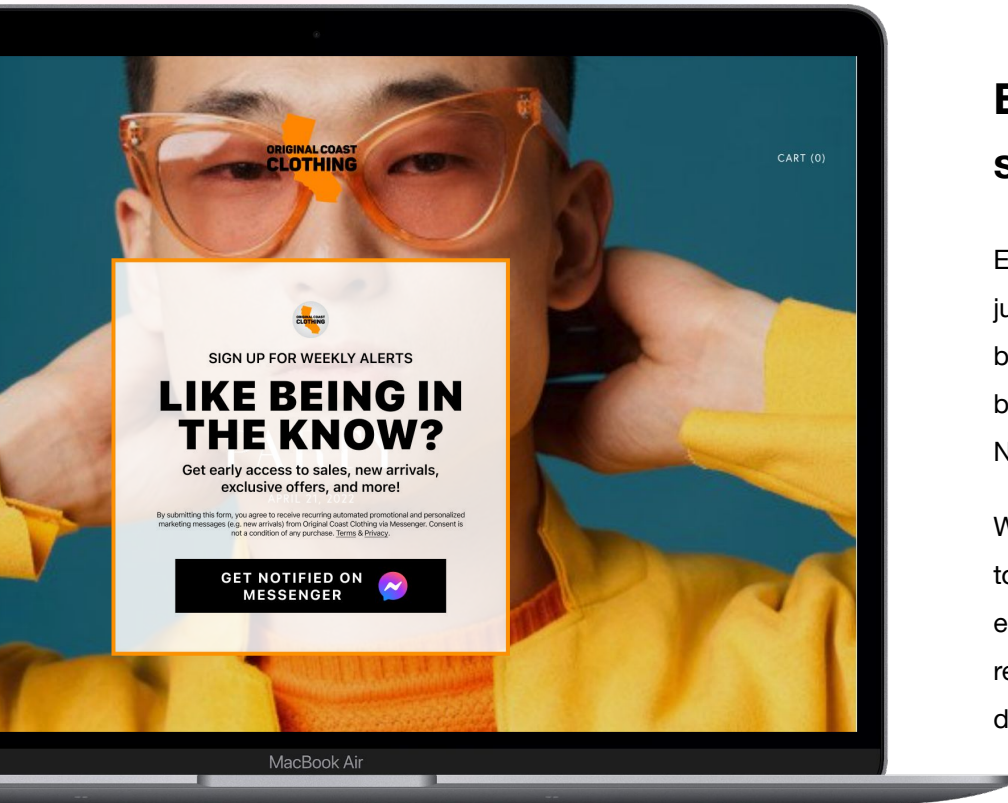 ORIGINAL COAST
CLOTHING
CART (0)
ORIGINAL COAST
CLOTHING
SIGN UP FOR WEEKLY ALERTS
LIKE BEING IN
THE KNOW?
Get early access to sales, new arrivals,
exclusive offers, and more!
APRIL 21, 2022
By submitting this form, you agree to receive recurring automated promotional and personalized
marketing messages (e.g. new arrivals) from Original Coast Clothing via Messenger. Consent is
not a condition of any purchase. Terms & Privacy.
GET NOTIFIED ON
MESSENGER
MacBook Air